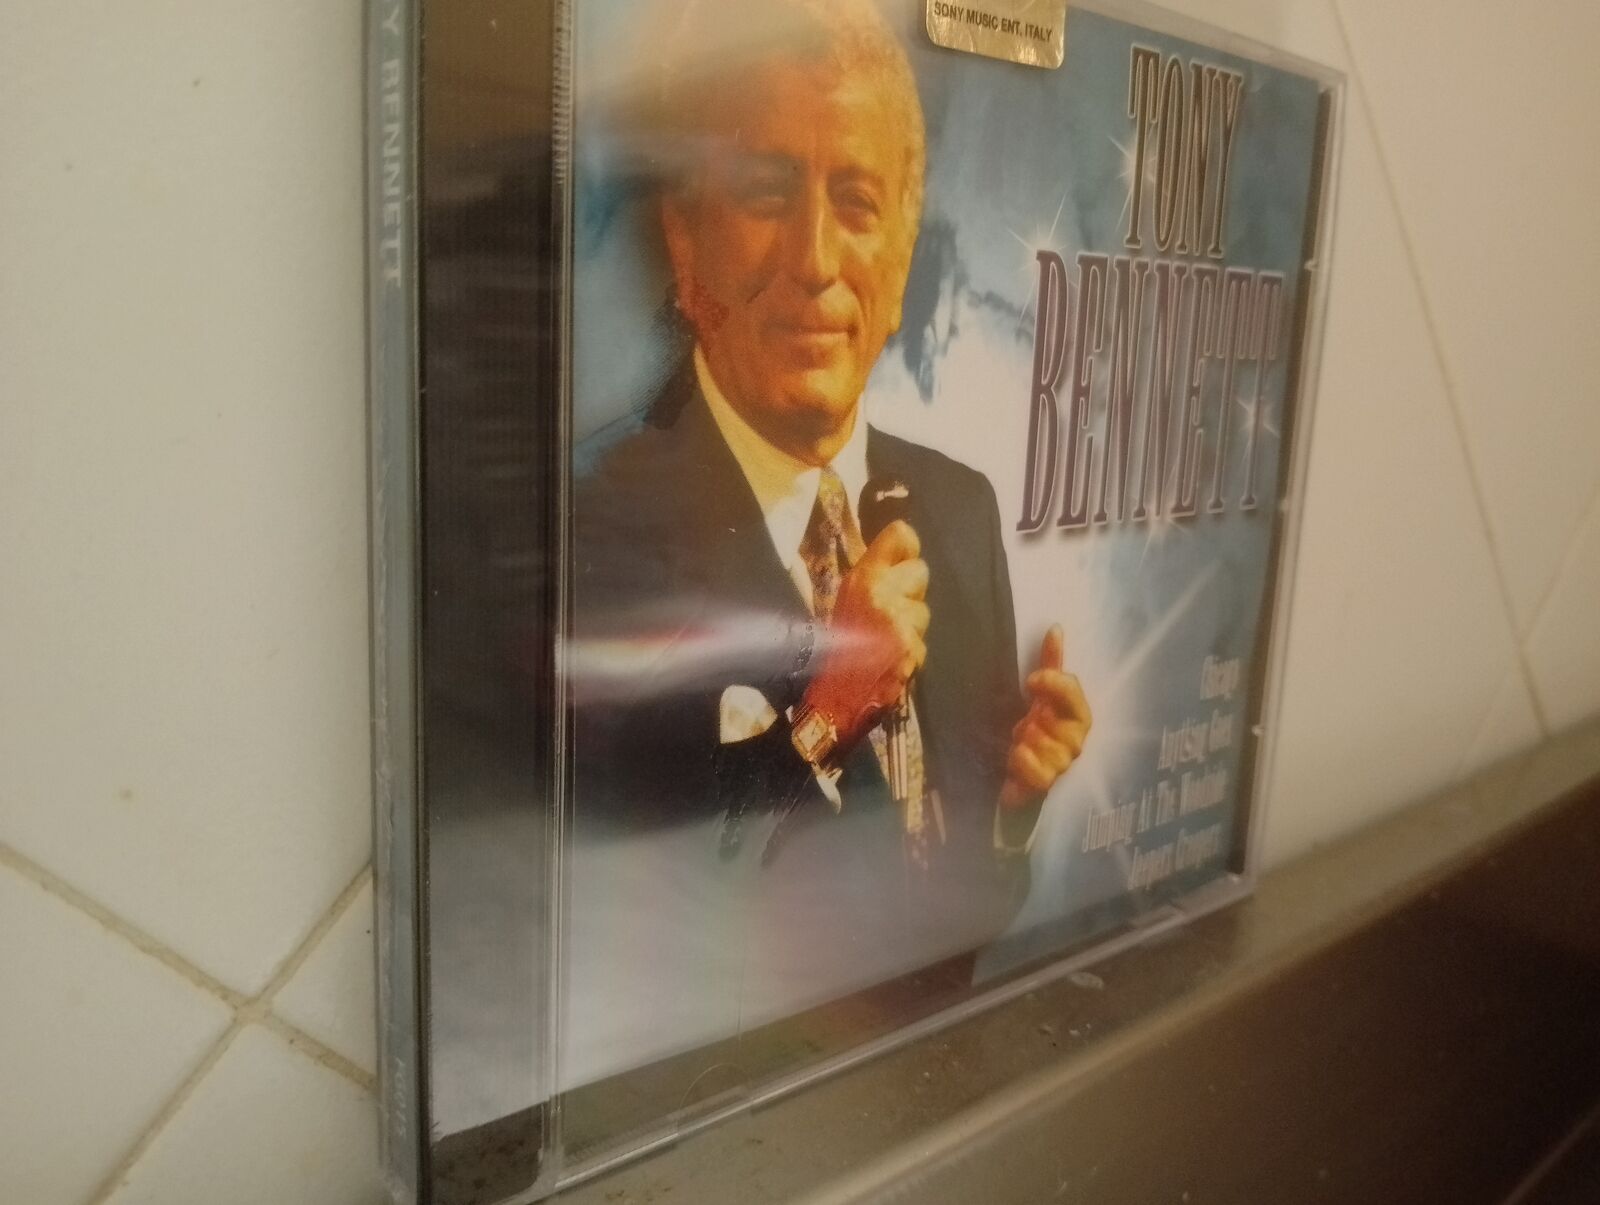 SONY MUSIC ENT. ITALY
TONY
BENNETT
Chicago
Anything Goes
Jumping At The Woodside
Jeepers Creepers
Y BENNETT